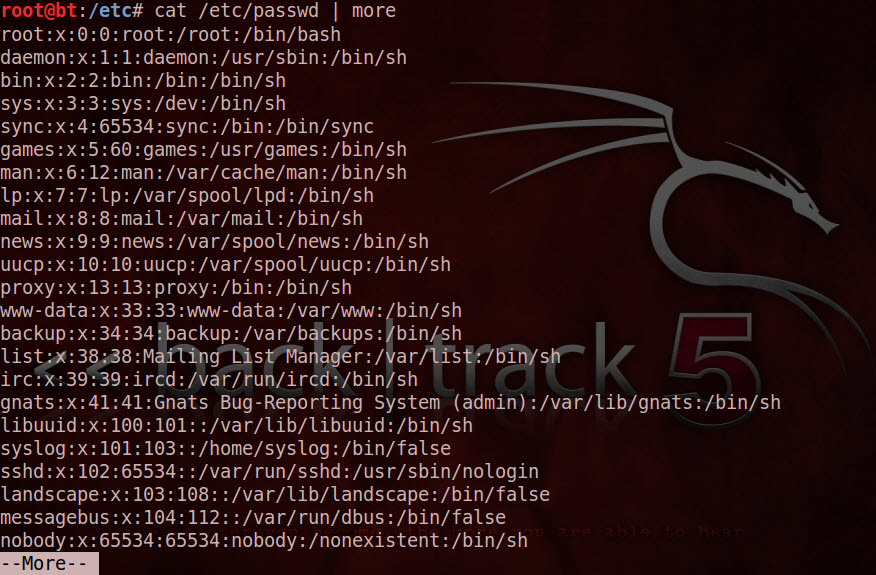 root@bt:/etc# cat /etc/passwd | more
root:x:0:0:root:/root:/bin/bash
daemon:x:1:1:daemon:/usr/sbin:/bin/sh
bin:x:2:2:bin:/bin:/bin/sh
sys:x:3:3:sys:/dev:/bin/sh
sync:x:4:65534:sync:/bin:/bin/sync
games:x:5:60:games:/usr/games:/bin/sh
man:x:6:12:man:/var/cache/man:/bin/sh
lp:x:7:7:lp:/var/spool/lpd:/bin/sh
mail:x:8:8:mail:/var/mail:/bin/sh
news:x:9:9:news:/var/spool/news:/bin/sh
uucp:x:10:10:uucp:/var/spool/uucp:/bin/sh
proxy:x:13:13:proxy:/bin:/bin/sh
www-data:x:33:33:www-data:/var/www:/bin/sh
backup:x:34:34:backup:/var/backups:/bin/sh
list:x:38:38:Mailing List Manager:/var/list:/bin/sh
irc:x:39:39:ircd:/var/run/ircd:/bin/sh
gnats:x:41:41:Gnats Bug-Reporting System (admin):/var/lib/gnats:/bin/sh
libuuid:x:100:101::/var/lib/libuuid:/bin/sh
syslog:x:101:103::/home/syslog:/bin/false
sshd:x:102:65534::/var/run/sshd:/usr/sbin/nologin
landscape:x:103:108::/var/lib/landscape:/bin/false
messagebus:x:104:112::/var/run/dbus:/bin/false
nobody:x:65534:65534:nobody:/nonexistent:/bin/sh
--More--
<< back | track 5
you are able to hear